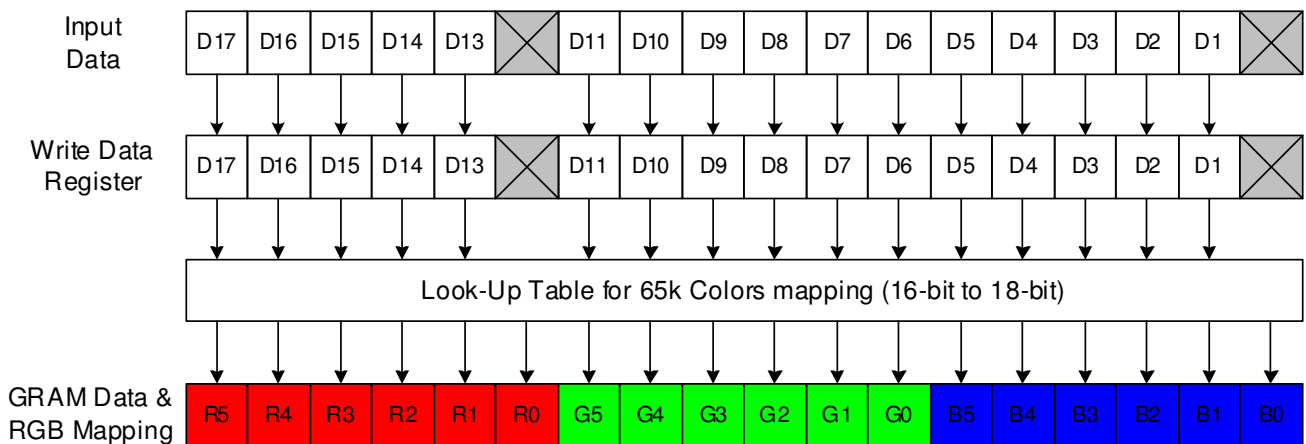 Input
Data
D17 D16 D15 D14 D13 D11 D10 D9 D8 D7 D6 D5 D4 D3 D2 D1
Write Data
Register
D17 D16 D15 D14 D13 D11 D10 D9 D8 D7 D6 D5 D4 D3 D2 D1
Look-Up Table for 65k Colors mapping (16-bit to 18-bit)
GRAM Data &
RGB Mapping
R5 R4 R3 R2 R1 R0 G5 G4 G3 G2 G1 G0 B5 B4 B3 B2 B1 B0